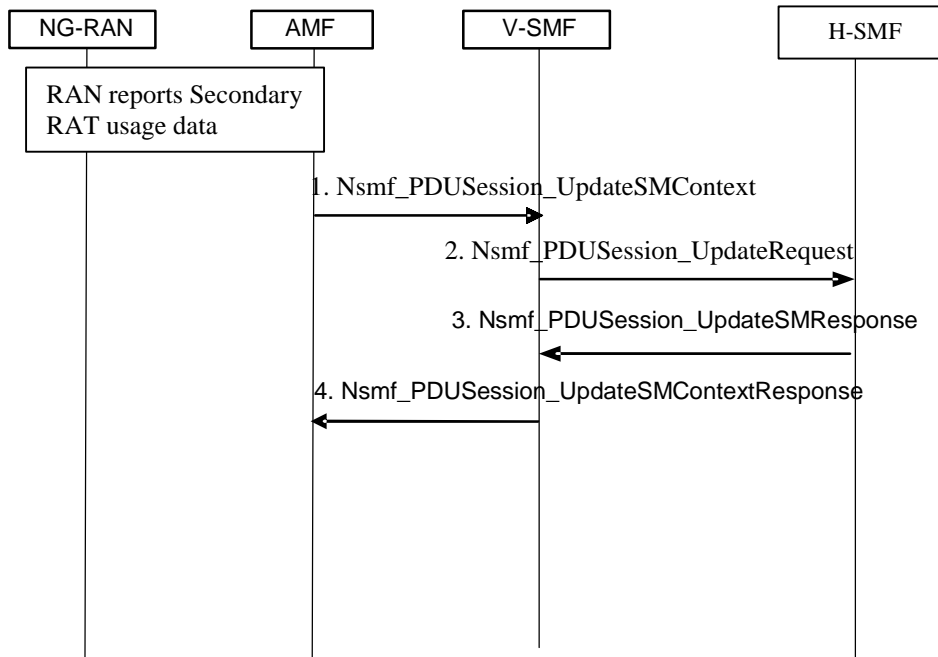 NG-RAN
AMF
V-SMF
H-SMF
RAN reports Secondary
RAT usage data
1. Nsmf_PDUSession_UpdateSMContext
2. Nsmf_PDUSession_UpdateRequest
3. Nsmf_PDUSession_UpdateSMResponse
4. Nsmf_PDUSession_UpdateSMContextResponse